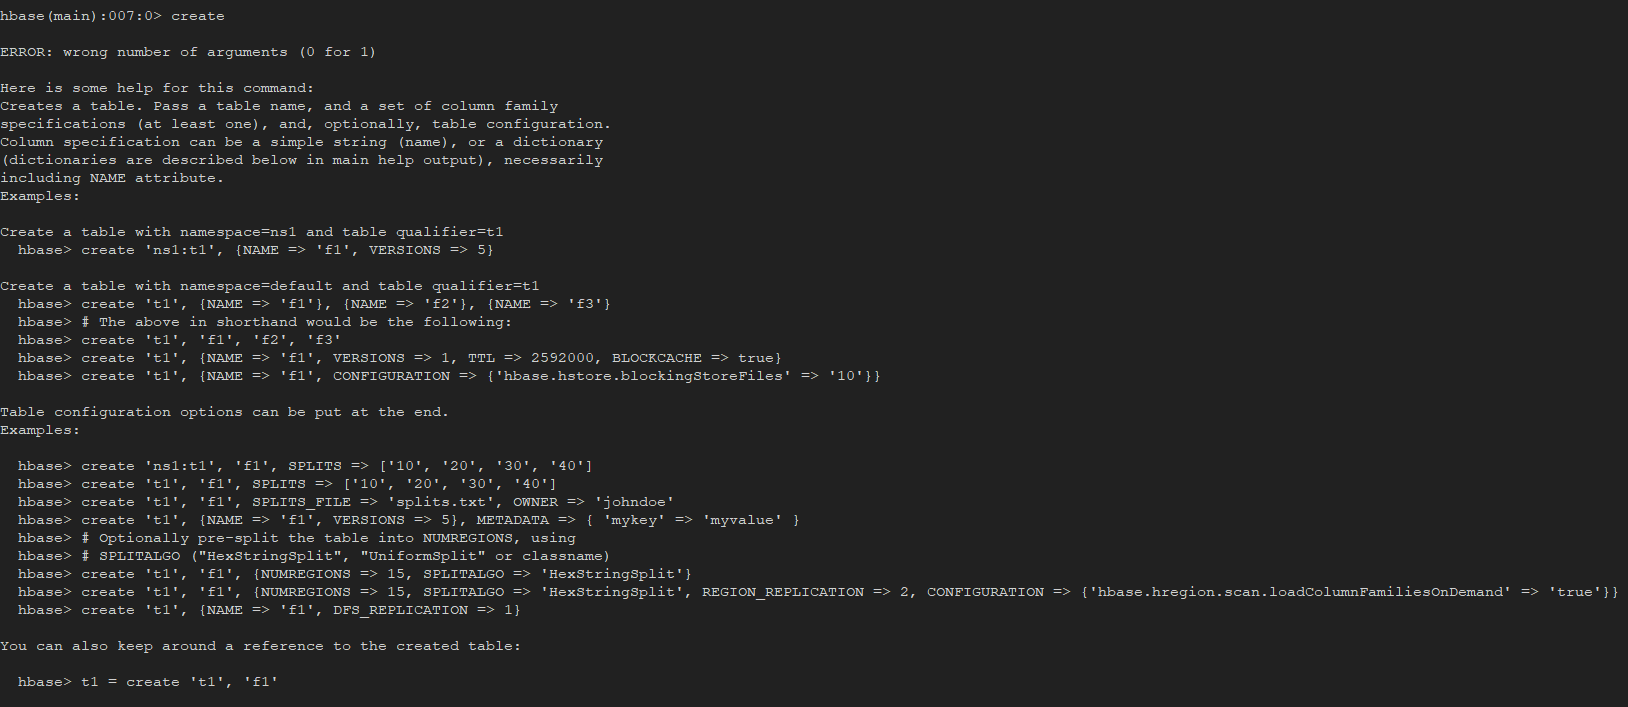 hbase(main):007:0> create
ERROR: wrong number of arguments (0 for 1)
Here is some help for this command:
Creates a table. Pass a table name, and a set of column family
specifications (at least one), and, optionally, table configuration.
Column specification can be a simple string (name), or a dictionary
(dictionaries are described below in main help output), necessarily
including NAME attribute.
Examples:
Create a table with namespace=ns1 and table qualifier=t1
  hbase> create 'ns1:t1', {NAME => 'f1', VERSIONS => 5}
Create a table with namespace=default and table qualifier=t1
  hbase> create 't1', {NAME => 'f1'}, {NAME => 'f2'}, {NAME => 'f3'}
  hbase> # The above in shorthand would be the following:
  hbase> create 't1', 'f1', 'f2', 'f3'
  hbase> create 't1', {NAME => 'f1', VERSIONS => 1, TTL => 2592000, BLOCKCACHE => true}
  hbase> create 't1', {NAME => 'f1', CONFIGURATION => {'hbase.hstore.blockingStoreFiles' => '10'}}
Table configuration options can be put at the end.
Examples:
  hbase> create 'ns1:t1', 'f1', SPLITS => ['10', '20', '30', '40']
  hbase> create 't1', 'f1', SPLITS => ['10', '20', '30', '40']
  hbase> create 't1', 'f1', SPLITS_FILE => 'splits.txt', OWNER => 'johndoe'
  hbase> create 't1', {NAME => 'f1', VERSIONS => 5}, METADATA => { 'mykey' => 'myvalue' }
  hbase> # Optionally pre-split the table into NUMREGIONS, using
  hbase> # SPLITALGO ("HexStringSplit", "UniformSplit" or classname)
  hbase> create 't1', 'f1', {NUMREGIONS => 15, SPLITALGO => 'HexStringSplit'}
  hbase> create 't1', 'f1', {NUMREGIONS => 15, SPLITALGO => 'HexStringSplit', REGION_REPLICATION => 2, CONFIGURATION => {'hbase.hregion.scan.loadColumnFamiliesOnDemand' => 'true'}}
  hbase> create 't1', {NAME => 'f1', DFS_REPLICATION => 1}
You can also keep around a reference to the created table:
  hbase> t1 = create 't1', 'f1'